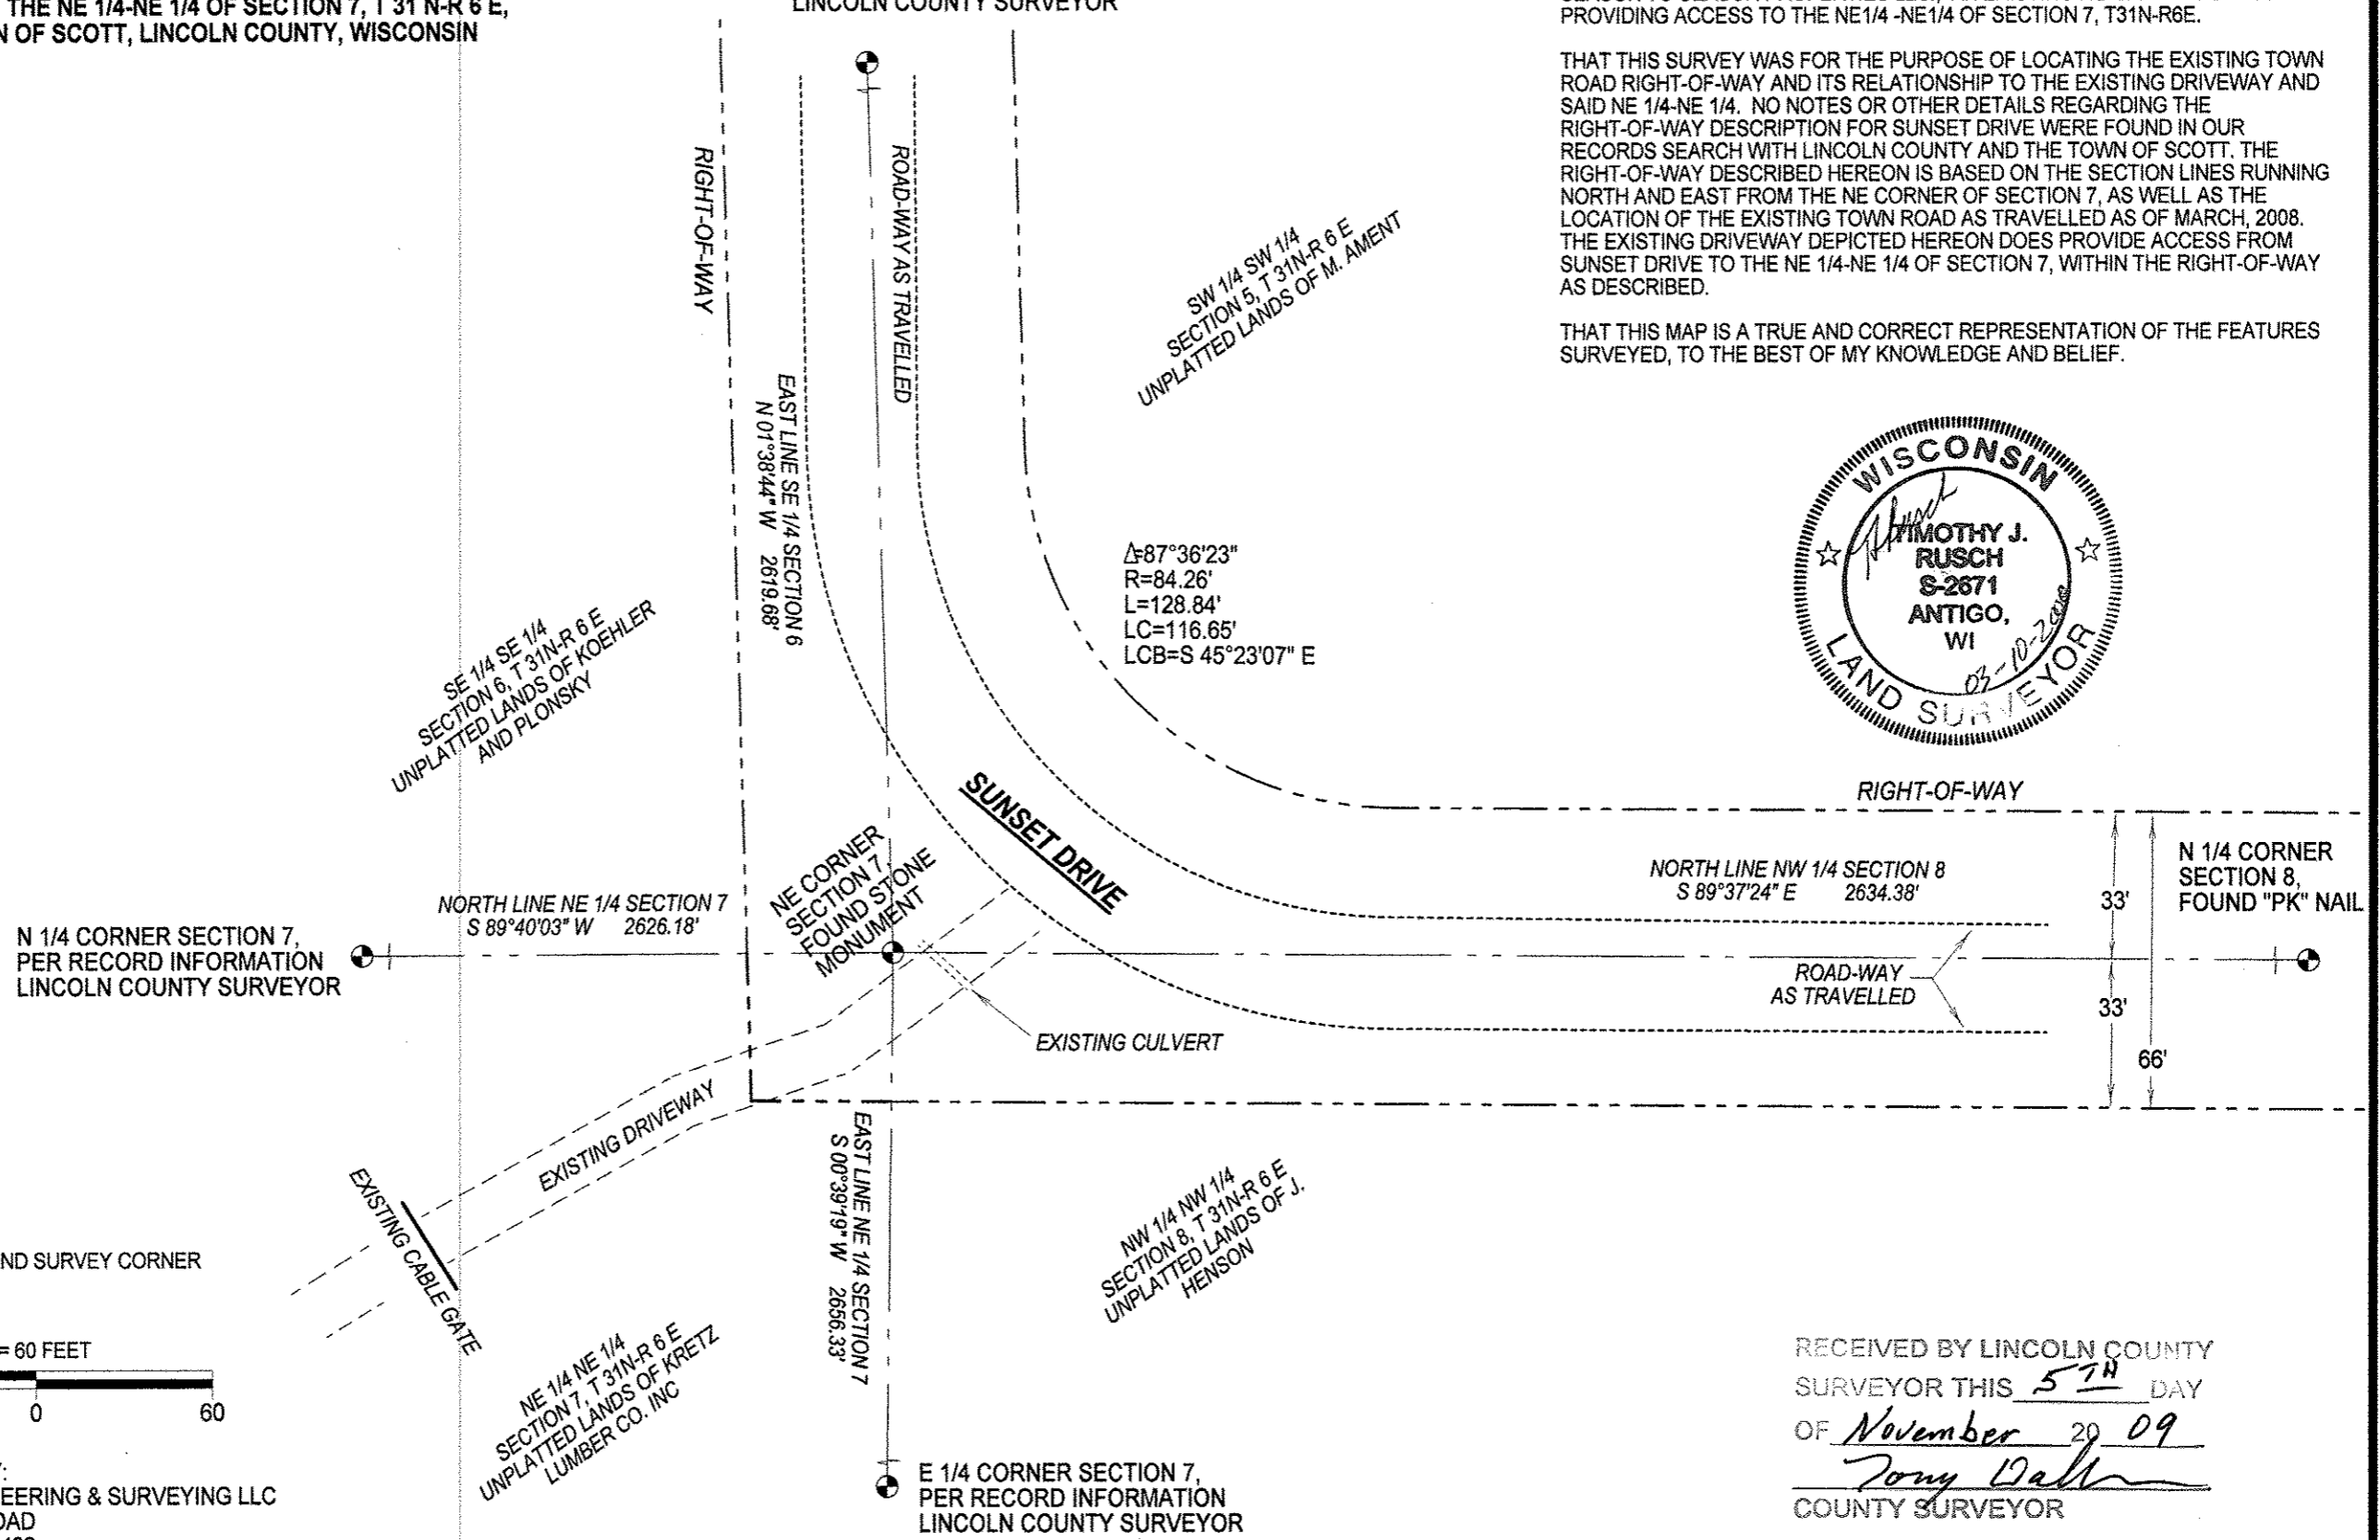 THE NE 1/4-NE 1/4 OF SECTION 7, T 31 N-R 6 E,
N OF SCOTT, LINCOLN COUNTY, WISCONSIN
LINCOLN COUNTY SURVEYOR
PROVIDING ACCESS TO THE NE1/4 -NE1/4 OF SECTION 7, T31N-R6E.
THAT THIS SURVEY WAS FOR THE PURPOSE OF LOCATING THE EXISTING TOWN
ROAD RIGHT-OF-WAY AND ITS RELATIONSHIP TO THE EXISTING DRIVEWAY AND
SAID NE 1/4-NE 1/4. NO NOTES OR OTHER DETAILS REGARDING THE
RIGHT-OF-WAY DESCRIPTION FOR SUNSET DRIVE WERE FOUND IN OUR
RECORDS SEARCH WITH LINCOLN COUNTY AND THE TOWN OF SCOTT. THE
RIGHT-OF-WAY DESCRIBED HEREON IS BASED ON THE SECTION LINES RUNNING
NORTH AND EAST FROM THE NE CORNER OF SECTION 7, AS WELL AS THE
LOCATION OF THE EXISTING TOWN ROAD AS TRAVELLED AS OF MARCH, 2008.
THE EXISTING DRIVEWAY DEPICTED HEREON DOES PROVIDE ACCESS FROM
SUNSET DRIVE TO THE NE 1/4-NE 1/4 OF SECTION 7, WITHIN THE RIGHT-OF-WAY
AS DESCRIBED.
THAT THIS MAP IS A TRUE AND CORRECT REPRESENTATION OF THE FEATURES
SURVEYED, TO THE BEST OF MY KNOWLEDGE AND BELIEF.
RIGHT-OF-WAY
ROAD-WAY AS TRAVELLED
EAST LINE SE 1/4 SECTION 6
N 01°38'44" W 2619.68'
SW 1/4 SW 1/4
SECTION 5, T 31N-R 6 E
UNPLATTED LANDS OF M. AMENT
WISCONSIN
TIMOTHY J.
RUSCH
S-2671
ANTIGO,
WI
LAND SURVEYOR
Δ=87°36'23"
R=84.26'
L=128.84'
LC=116.65'
LCB=S 45°23'07" E
SE 1/4 SE 1/4
SECTION 6, T 31N-R 6 E
UNPLATTED LANDS OF KOEHLER
AND PLONSKY
SUNSET DRIVE
RIGHT-OF-WAY
NE CORNER
SECTION 7,
FOUND STONE
MONUMENT
NORTH LINE NE 1/4 SECTION 7
S 89°40'03" W 2626.18'
N 1/4 CORNER SECTION 7,
PER RECORD INFORMATION
LINCOLN COUNTY SURVEYOR
NORTH LINE NW 1/4 SECTION 8
S 89°37'24" E 2634.38'
33'
N 1/4 CORNER
SECTION 8,
FOUND "PK" NAIL
ROAD-WAY
AS TRAVELLED
33'
66'
EXISTING CULVERT
EXISTING DRIVEWAY
EXISTING CABLE GATE
EAST LINE NE 1/4 SECTION 7
S 00°39'19" W 2656.33'
NW 1/4 NW 1/4
SECTION 8, T 31N-R 6 E
UNPLATTED LANDS OF J.
HENSON
ND SURVEY CORNER
= 60 FEET
0 60
NE 1/4 NE 1/4
SECTION 7, T 31N-R 6 E
UNPLATTED LANDS OF KRETZ
LUMBER CO. INC
EERING & SURVEYING LLC
OAD
E 1/4 CORNER SECTION 7,
PER RECORD INFORMATION
LINCOLN COUNTY SURVEYOR
RECEIVED BY LINCOLN COUNTY
SURVEYOR THIS 5TH DAY
OF November 20 09
COUNTY SURVEYOR